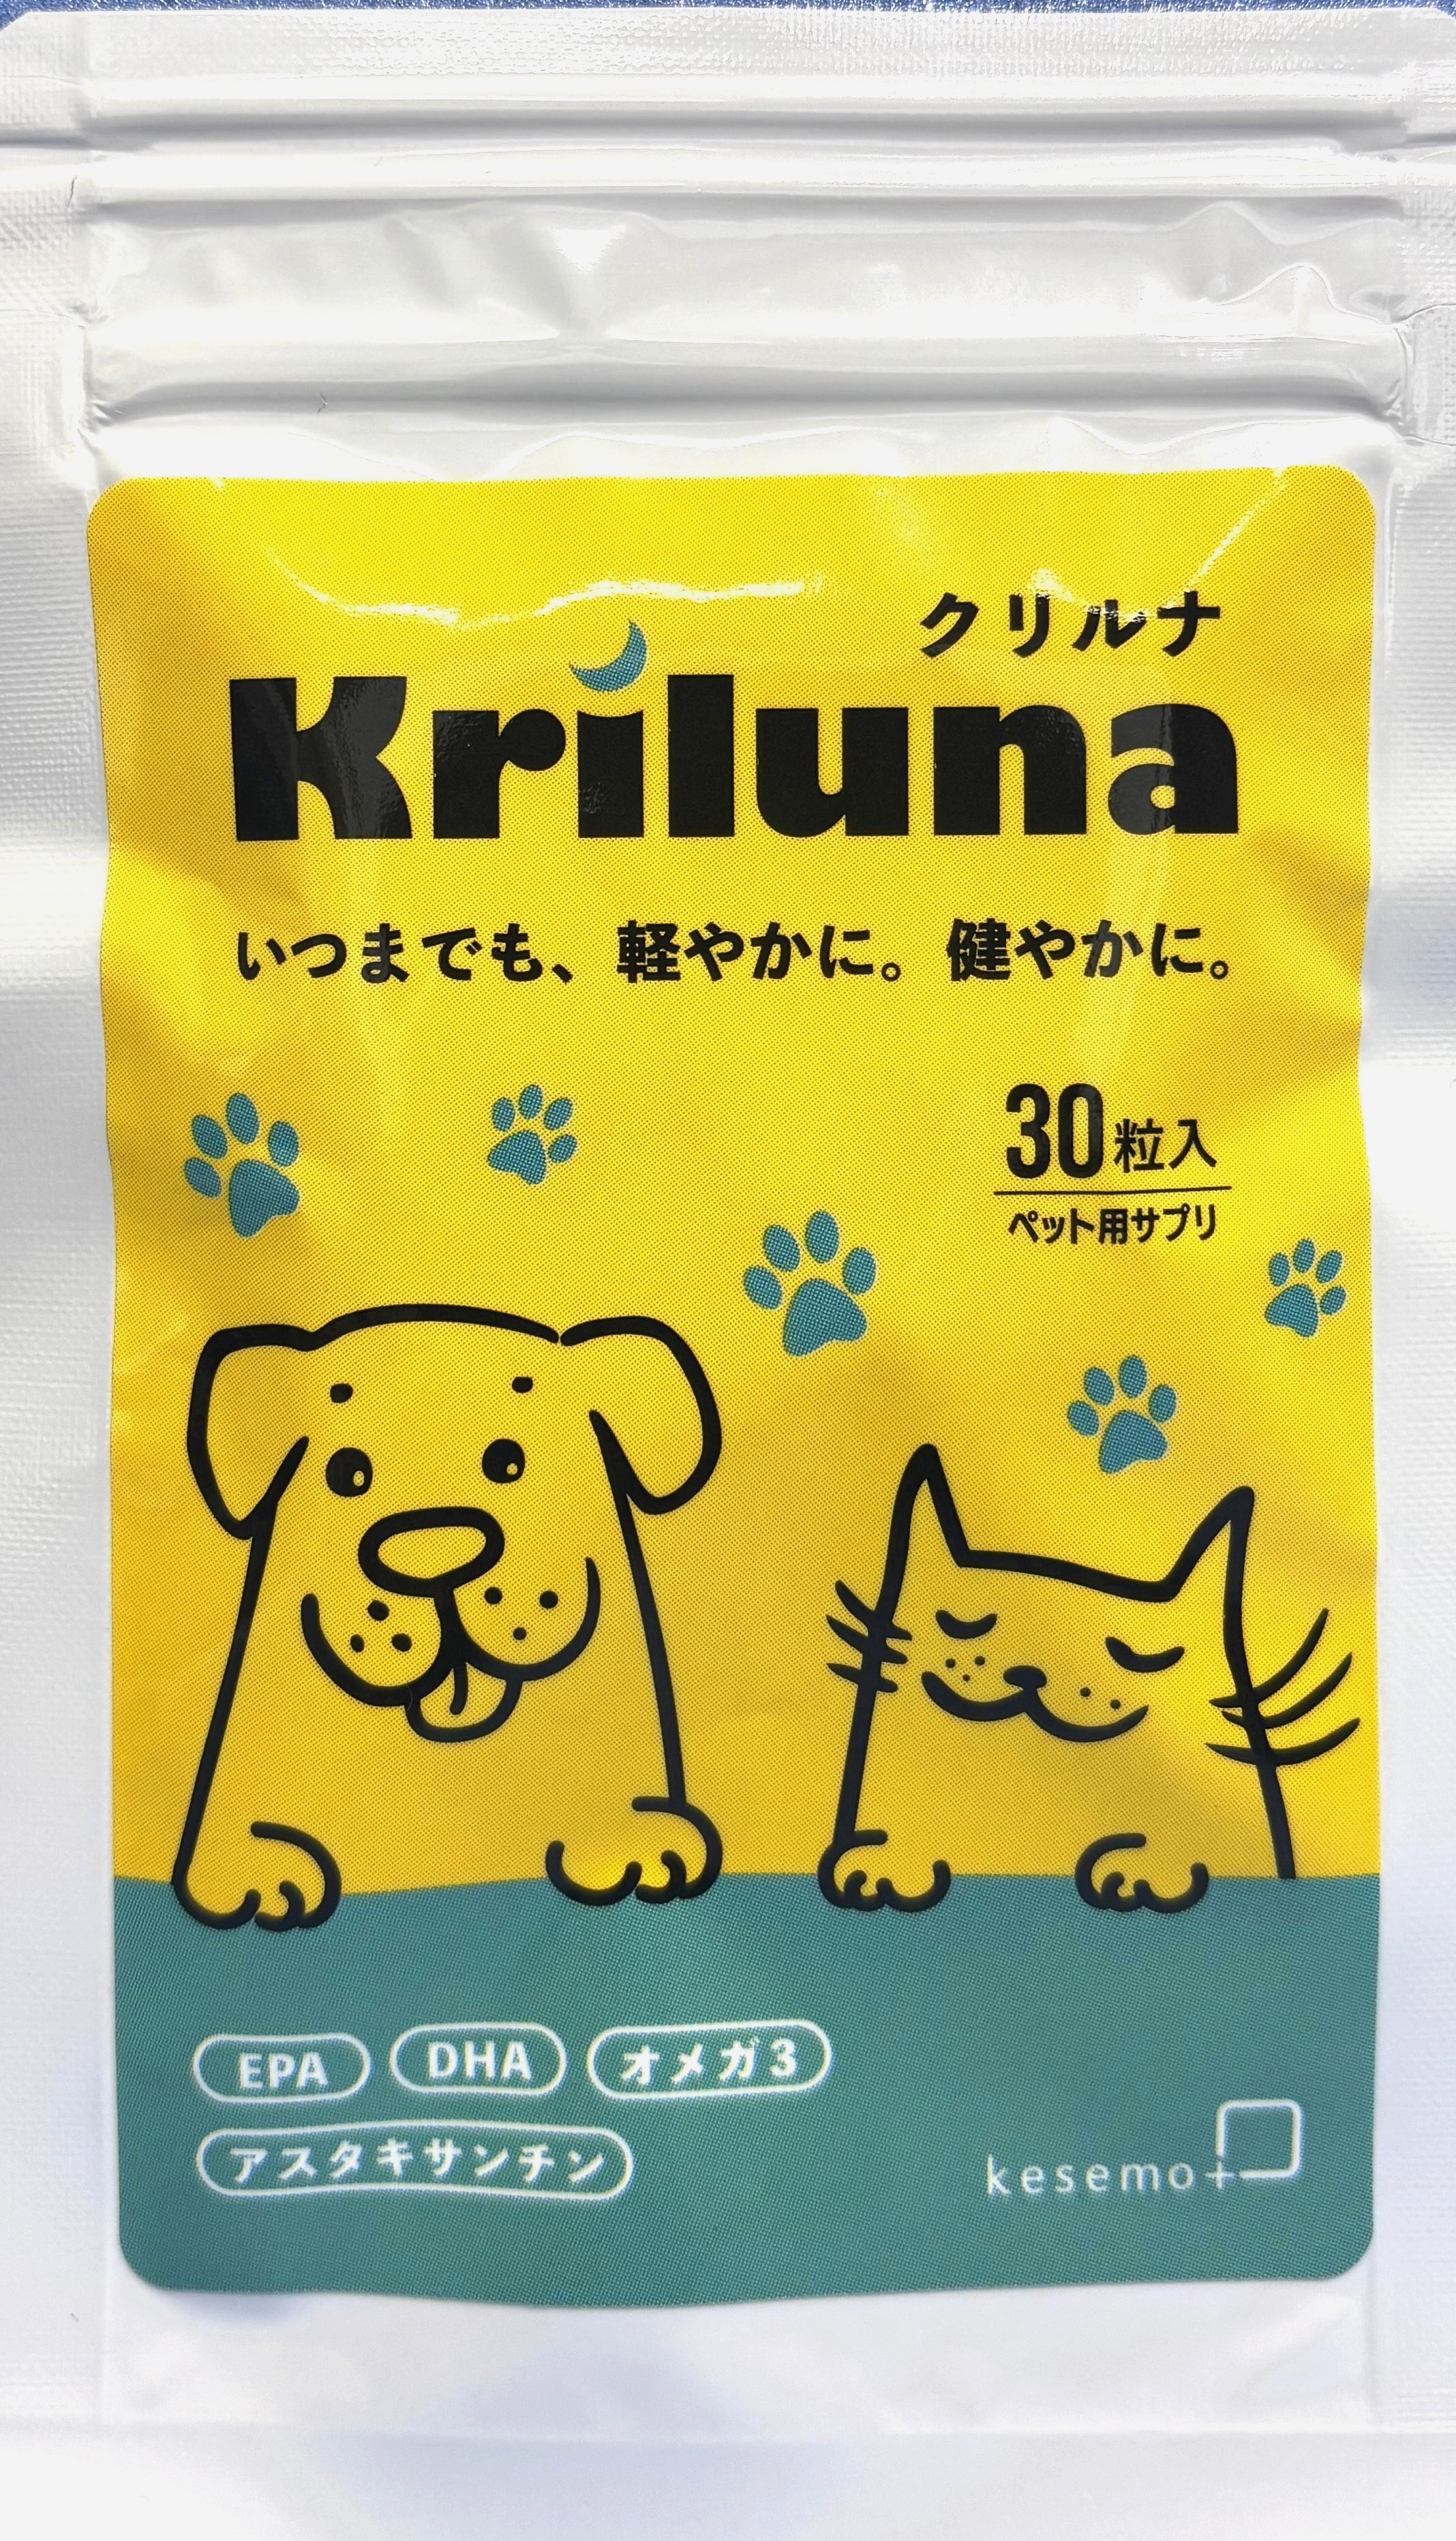 クリルナ
Kriluna
いつまでも、軽やかに。健やかに。
30粒入
ペット用サプリ
EPA DHA オメガ3
アスタキサンチン
kesemo+